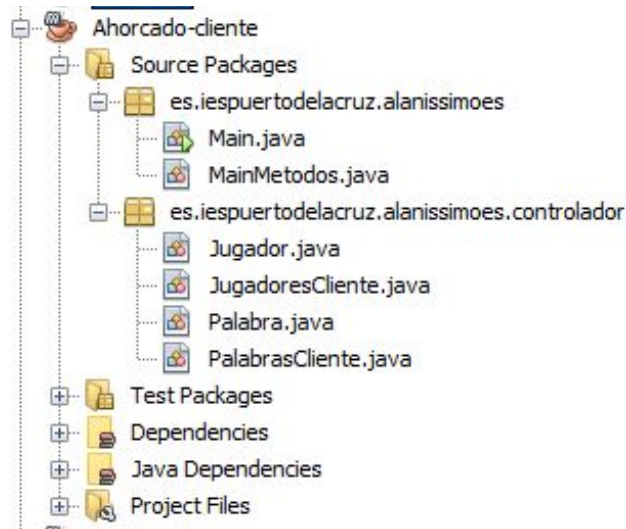 Ahorcado-cliente
Source Packages
es.iespuertodelacruz.alanissimoes
Main.java
MainMetodos.java
es.iespuertodelacruz.alanissimoes.controlador
Jugador.java
JugadoresCliente.java
Palabra.java
PalabrasCliente.java
Test Packages
Dependencies
Java Dependencies
Project Files